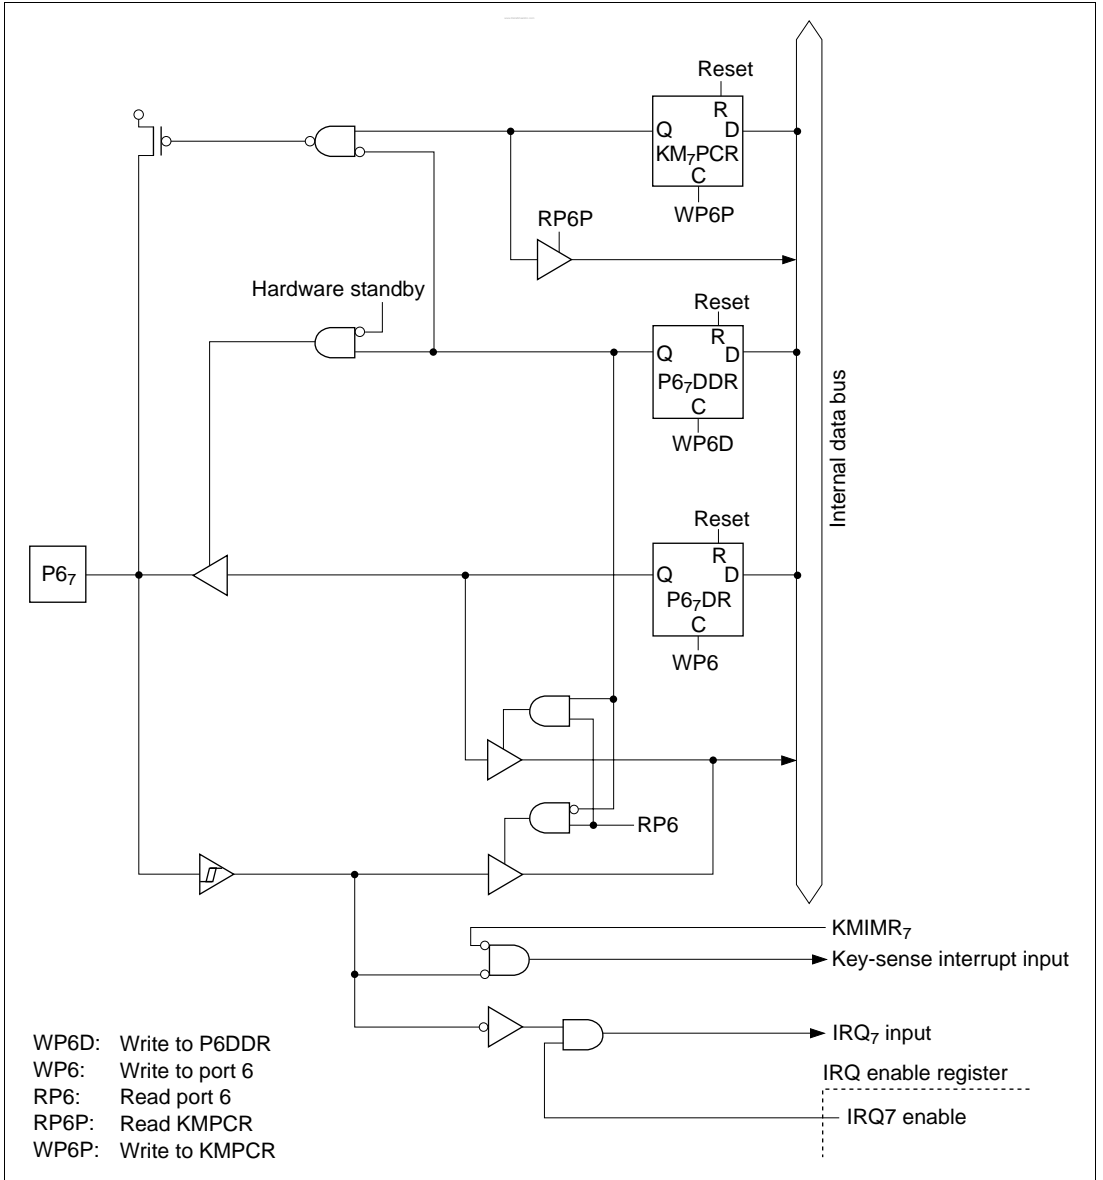 Reset
R
Q D
KM7PCR
C
WP6P
RP6P
Hardware standby
Reset
R
Q D
P67DDR
C
WP6D
Internal data bus
Reset
R
Q D
P67DR
C
WP6
P67
RP6
KMIMR7
Key-sense interrupt input
IRQ7 input
IRQ enable register
IRQ7 enable
WP6D: Write to P6DDR
WP6: Write to port 6
RP6: Read port 6
RP6P: Read KMPCR
WP6P: Write to KMPCR